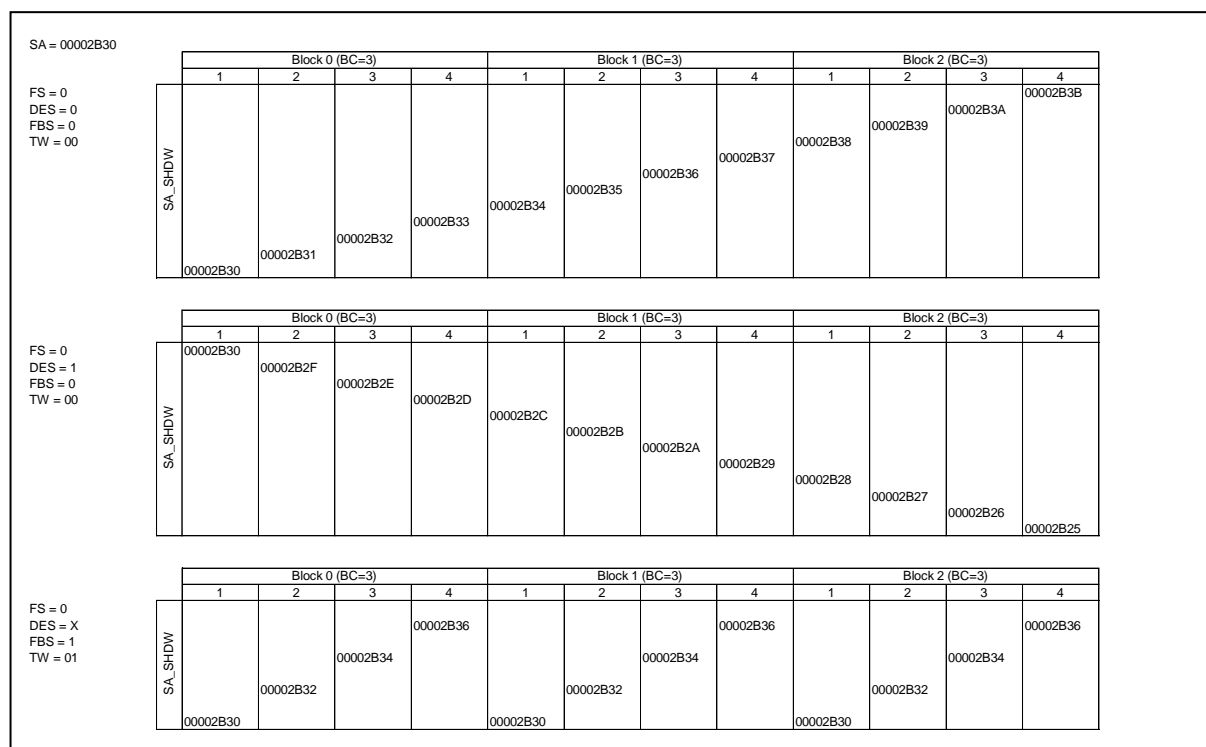 SA = 00002B30
Block 0 (BC=3) Block 1 (BC=3) Block 2 (BC=3)
1 2 3 4 1 2 3 4 1 2 3 4
FS = 0
DES = 0
FBS = 0
TW = 00
SA_SHDW
00002B3B
00002B3A
00002B39
00002B38
00002B37
00002B36
00002B35
00002B34
00002B33
00002B32
00002B31
00002B30
Block 0 (BC=3) Block 1 (BC=3) Block 2 (BC=3)
1 2 3 4 1 2 3 4 1 2 3 4
FS = 0
DES = 1
FBS = 0
TW = 00
SA_SHDW
00002B30
00002B2F
00002B2E
00002B2D
00002B2C
00002B2B
00002B2A
00002B29
00002B28
00002B27
00002B26
00002B25
Block 0 (BC=3) Block 1 (BC=3) Block 2 (BC=3)
1 2 3 4 1 2 3 4 1 2 3 4
FS = 0
DES = X
FBS = 1
TW = 01
SA_SHDW
00002B36 00002B36 00002B36
00002B34 00002B34 00002B34
00002B32 00002B32 00002B32
00002B30 00002B30 00002B30